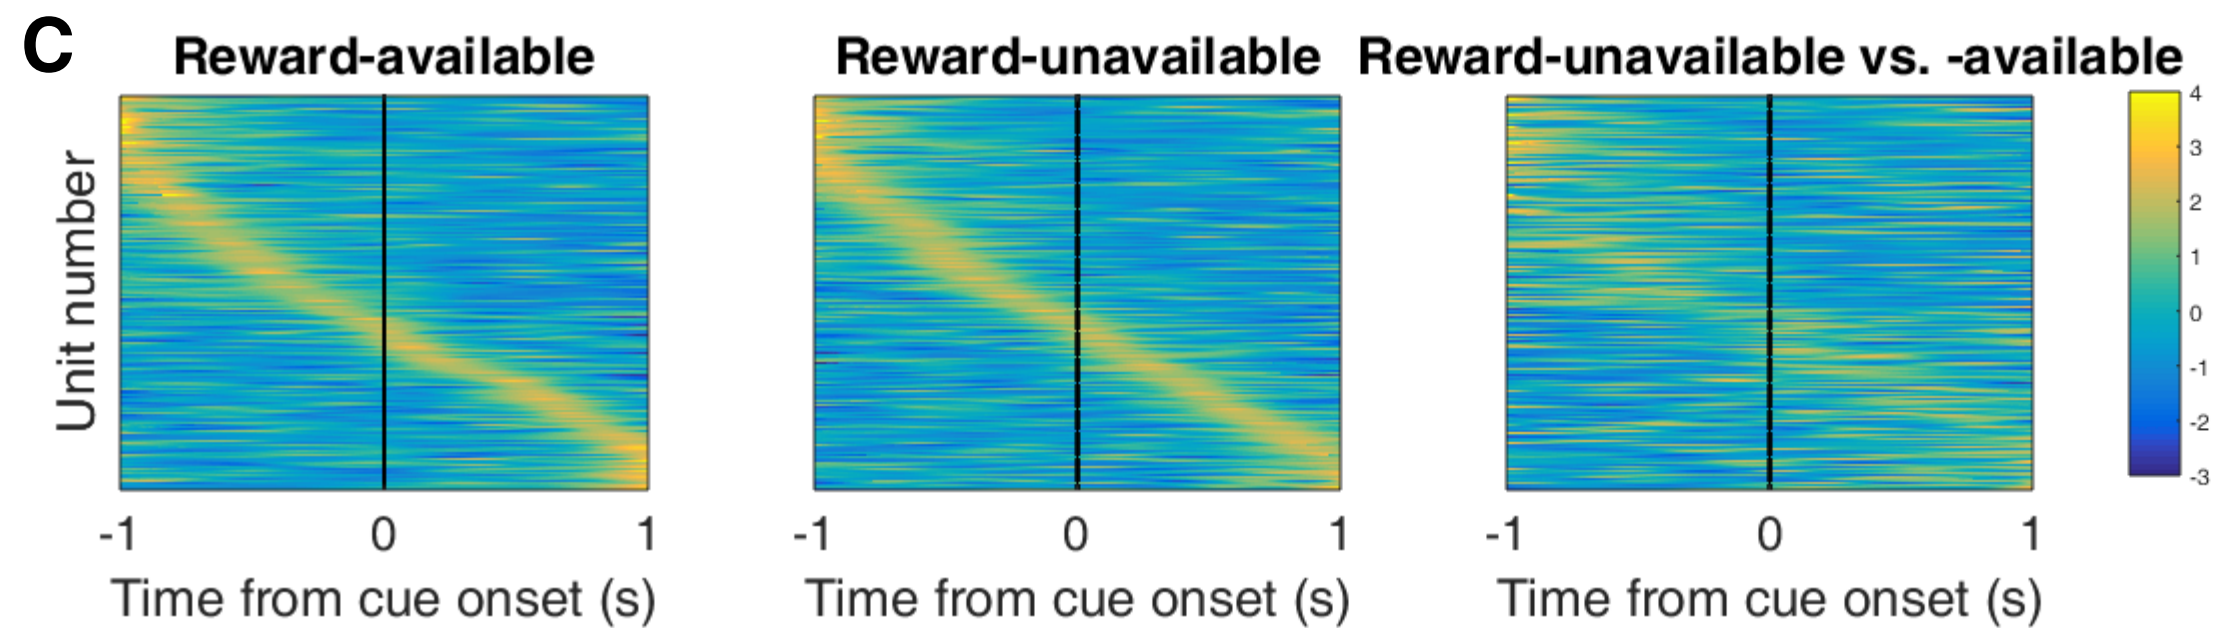 C
Reward-available
Reward-unavailable
Reward-unavailable vs. -available
Unit number
4
3
2
1
0
-1
-2
-3
-1 0 1
-1 0 1
-1 0 1
Time from cue onset (s)
Time from cue onset (s)
Time from cue onset (s)